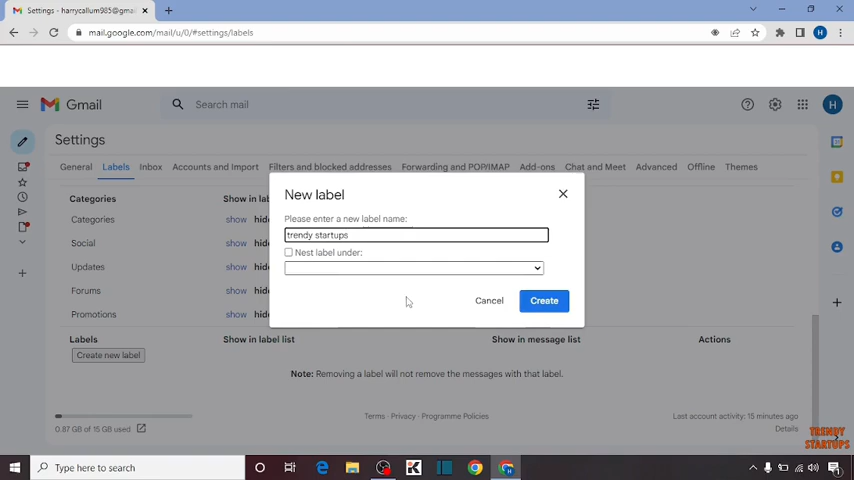 Settings - harrycallum985@gmai
mail.google.com/mail/u/0/#settings/labels
H
Gmail
Search mail
H
Settings
General Labels Inbox Accounts and Import Filters and blocked addresses Forwarding and POP/IMAP Add-ons Chat and Meet Advanced Offline Themes
Categories Show in lab
Categories show hide
Social show hide
Updates show hide
Forums show hide
Promotions show hide
New label
Please enter a new label name:
trendy startups
Nest label under:
Cancel Create
Labels Show in label list Show in message list Actions
Create new label
Note: Removing a label will not remove the messages with that label.
0.87 GB of 15 GB used
Terms · Privacy · Programme Policies
Last account activity: 15 minutes ago
Details
TRENDY
STARTUPS
Type here to search